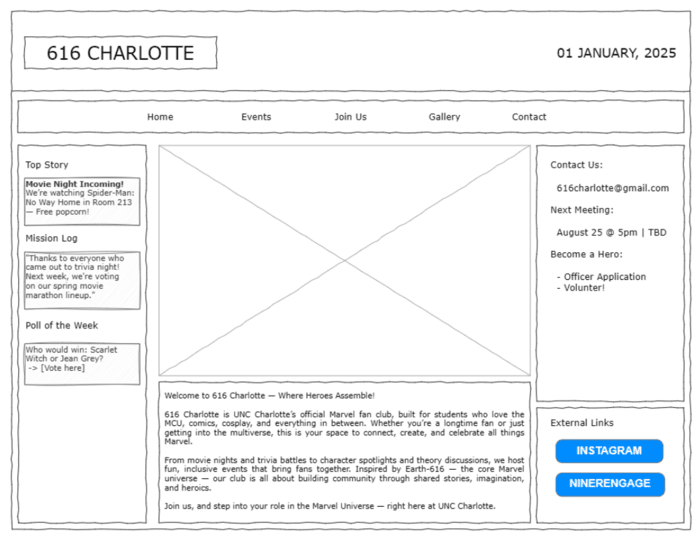 616 CHARLOTTE
01 JANUARY, 2025
Home Events Join Us Gallery Contact
Top Story
Movie Night Incoming!
We're watching Spider-Man:
No Way Home in Room 213
— Free popcorn!
Mission Log
"Thanks to everyone who
came out to trivia night!
Next week, we're voting
on our spring movie
marathon lineup."
Poll of the Week
Who would win: Scarlet
Witch or Jean Grey?
-> [Vote here]
Welcome to 616 Charlotte — Where Heroes Assemble!
616 Charlotte is UNC Charlotte's official Marvel fan club, built for students who love the
MCU, comics, cosplay, and everything in between. Whether you're a longtime fan or just
getting into the multiverse, this is your space to connect, create, and celebrate all things
Marvel.
From movie nights and trivia battles to character spotlights and theory discussions, we host
fun, inclusive events that bring fans together. Inspired by Earth-616 — the core Marvel
universe — our club is all about building community through shared stories, imagination,
and heroics.
Join us, and step into your role in the Marvel Universe — right here at UNC Charlotte.
Contact Us:
616charlotte@gmail.com
Next Meeting:
August 25 @ 5pm | TBD
Become a Hero:
- Officer Application
- Volunter!
External Links
INSTAGRAM
NINERENGAGE